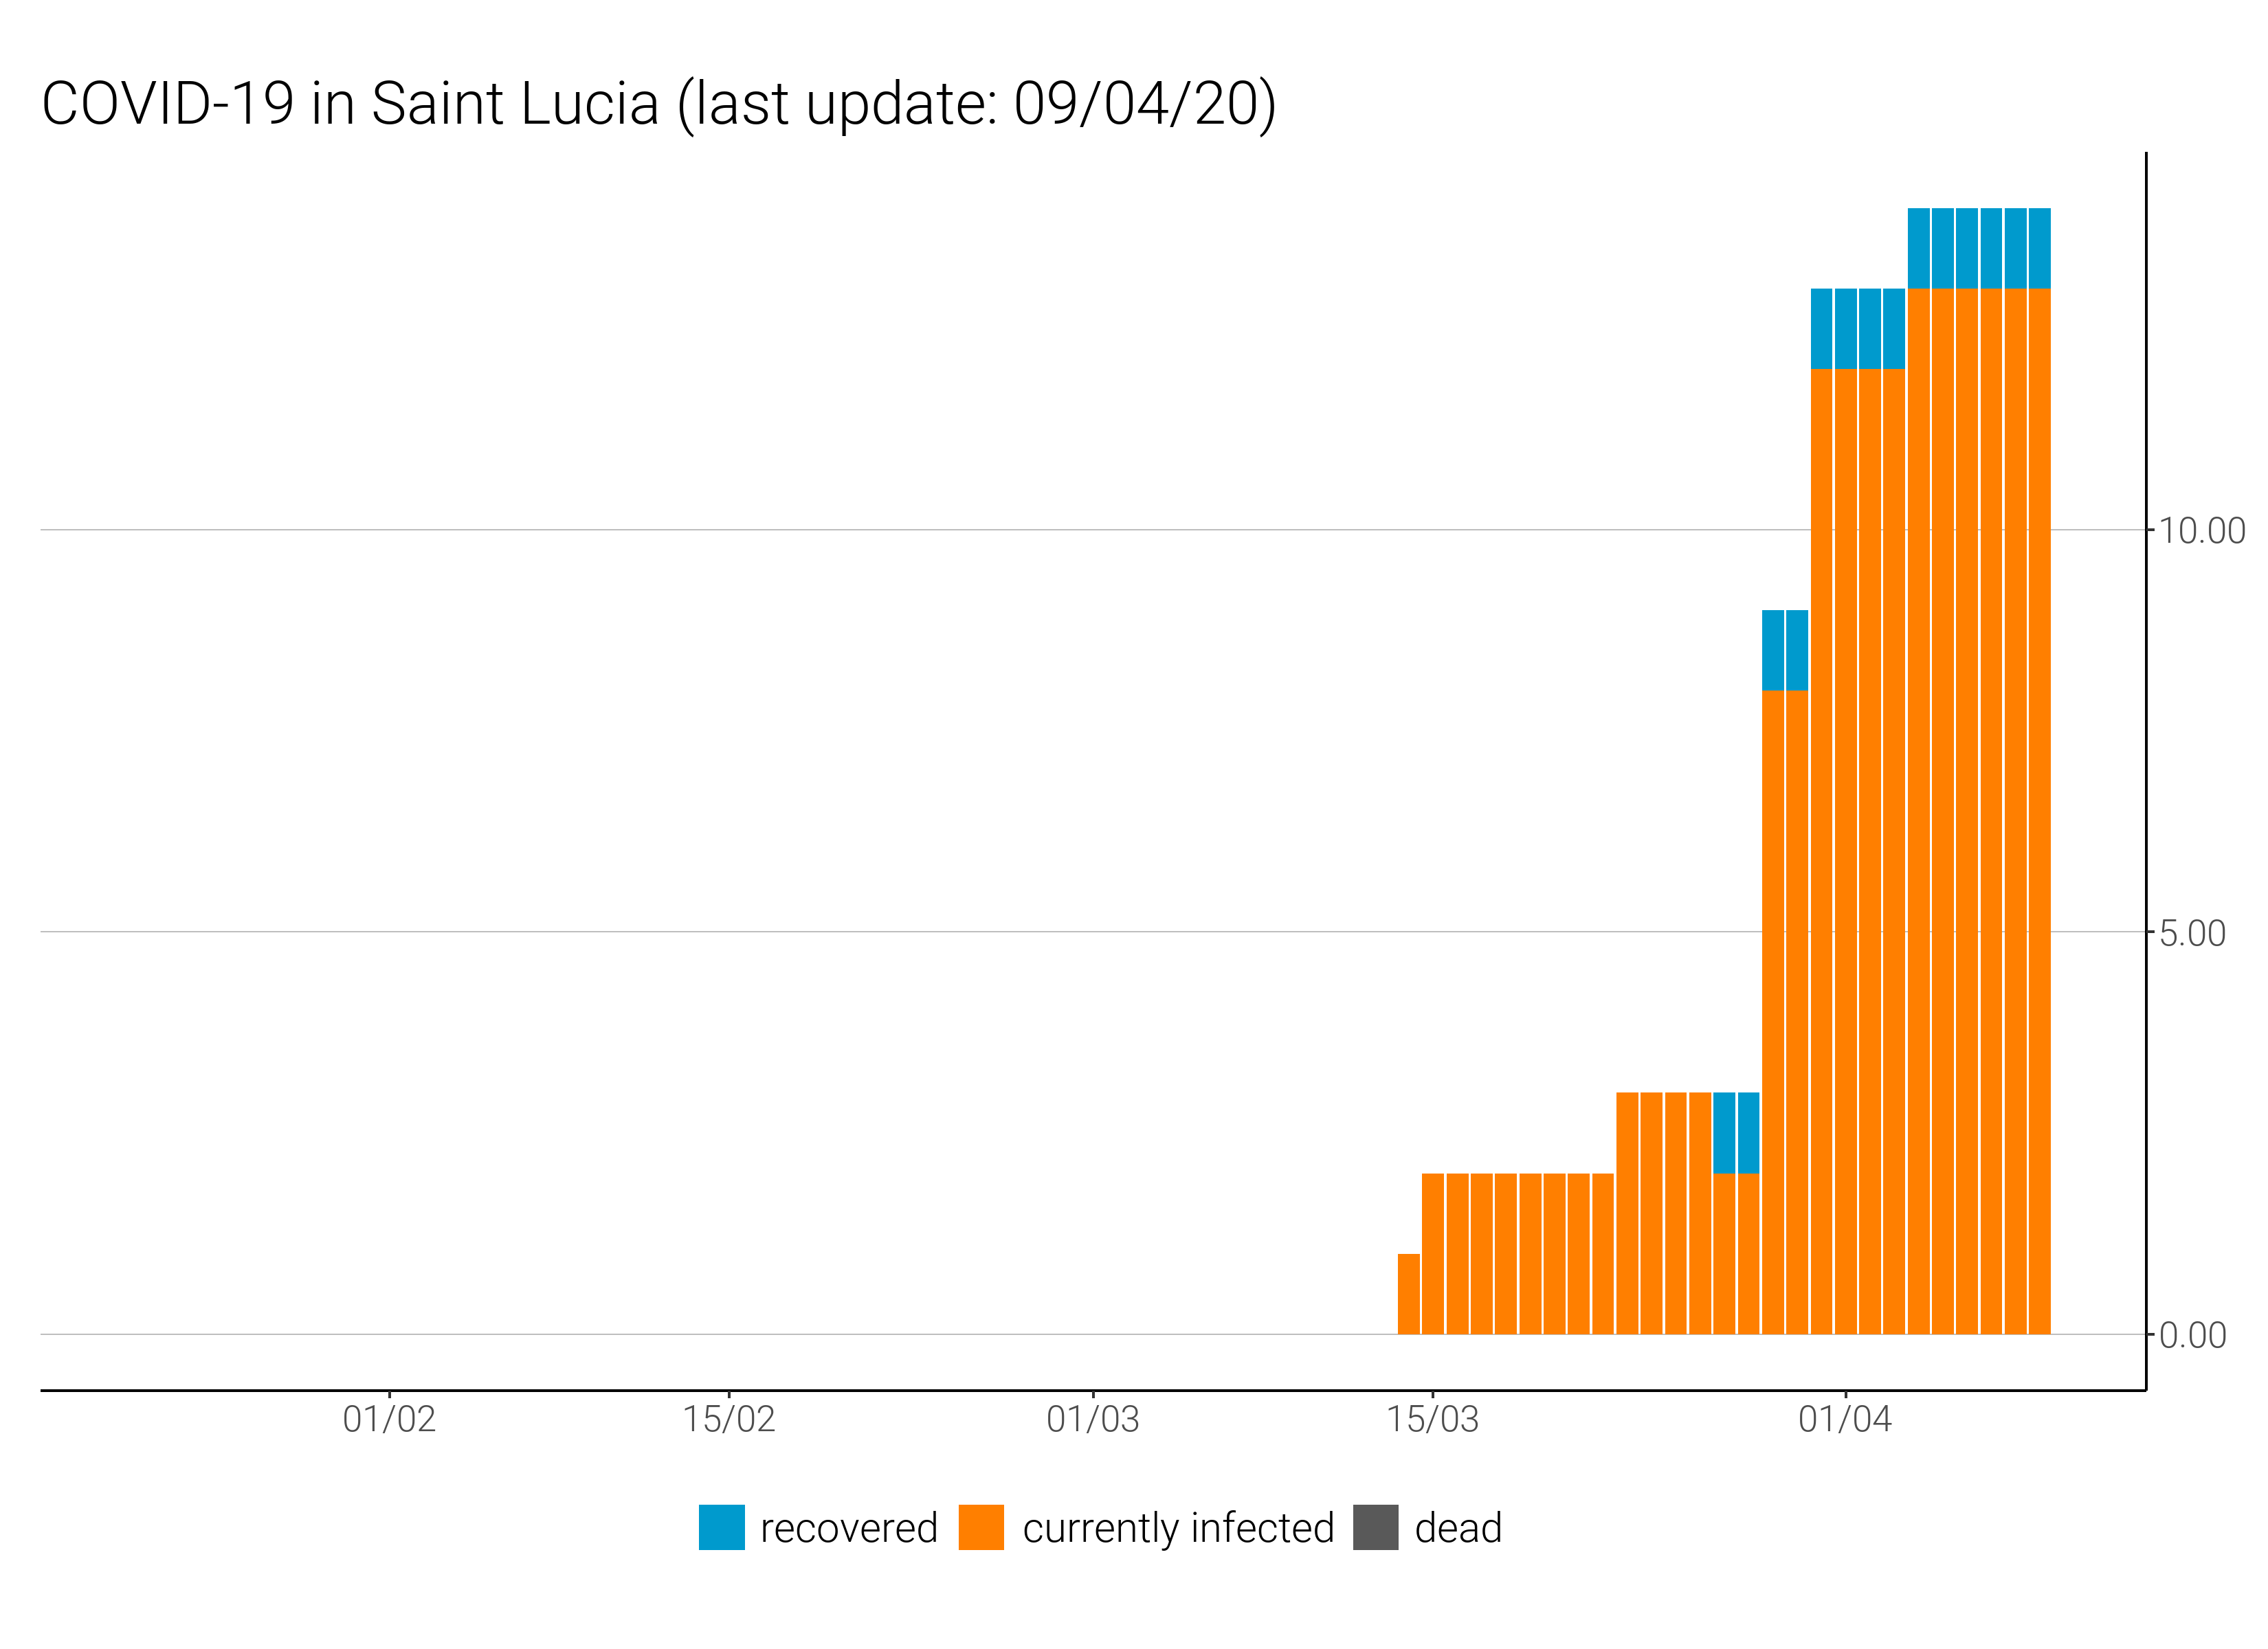 COVID-19 in Saint Lucia (last update: 09/04/20)
10.00
5.00
0.00
01/02 15/02 01/03 15/03 01/04
recovered currently infected dead